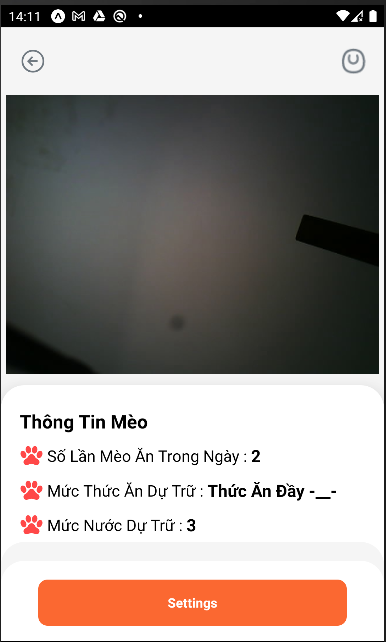 14:11
Thông Tin Mèo
Số Lần Mèo Ăn Trong Ngày : 2
Mức Thức Ăn Dự Trữ : Thức Ăn Đầy -__-
Mức Nước Dự Trữ : 3
Settings